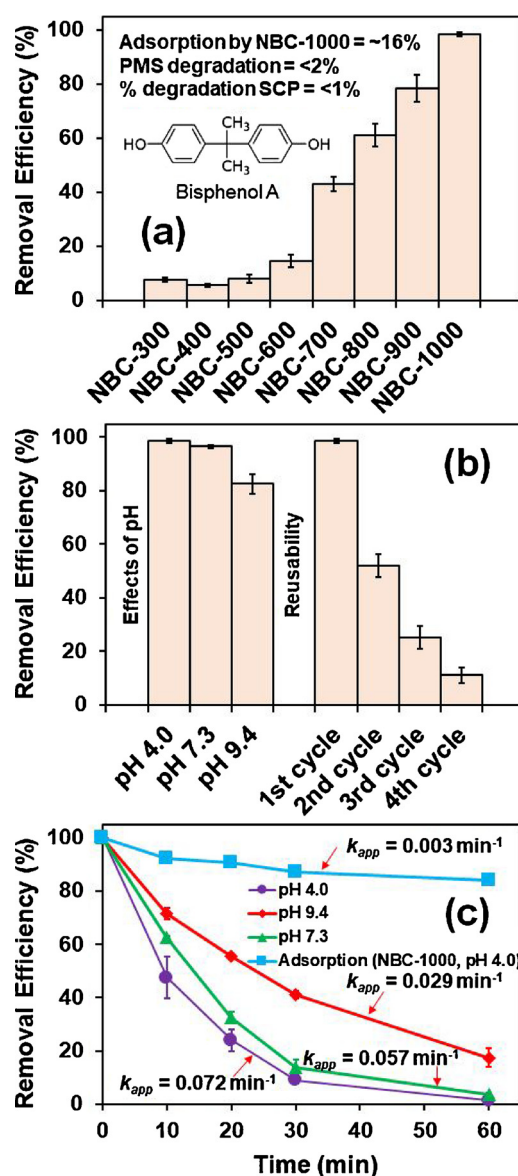 Removal Efficiency (%)
100
80
60
40
20
0
Adsorption by NBC-1000 = ~16%
PMS degradation = <2%
% degradation SCP = <1%
CH₃
HO
OH
CH₃
Bisphenol A
(a)
NBC-300
NBC-400
NBC-500
NBC-600
NBC-700
NBC-800
NBC-900
NBC-1000
Removal Efficiency (%)
100
80
60
40
20
0
(b)
Effects of pH
Reusability
pH 4.0
pH 7.3
pH 9.4
1st cycle
2nd cycle
3rd cycle
4th cycle
Removal Efficiency (%)
100
80
60
40
20
0
kapp = 0.003 min-1
pH 4.0
pH 9.4
pH 7.3
Adsorption (NBC-1000, pH 4.0)
(c)
kapp = 0.029 min-1
kapp = 0.057 min-1
kapp = 0.072 min-1
0
10
20
30
40
50
60
Time (min)